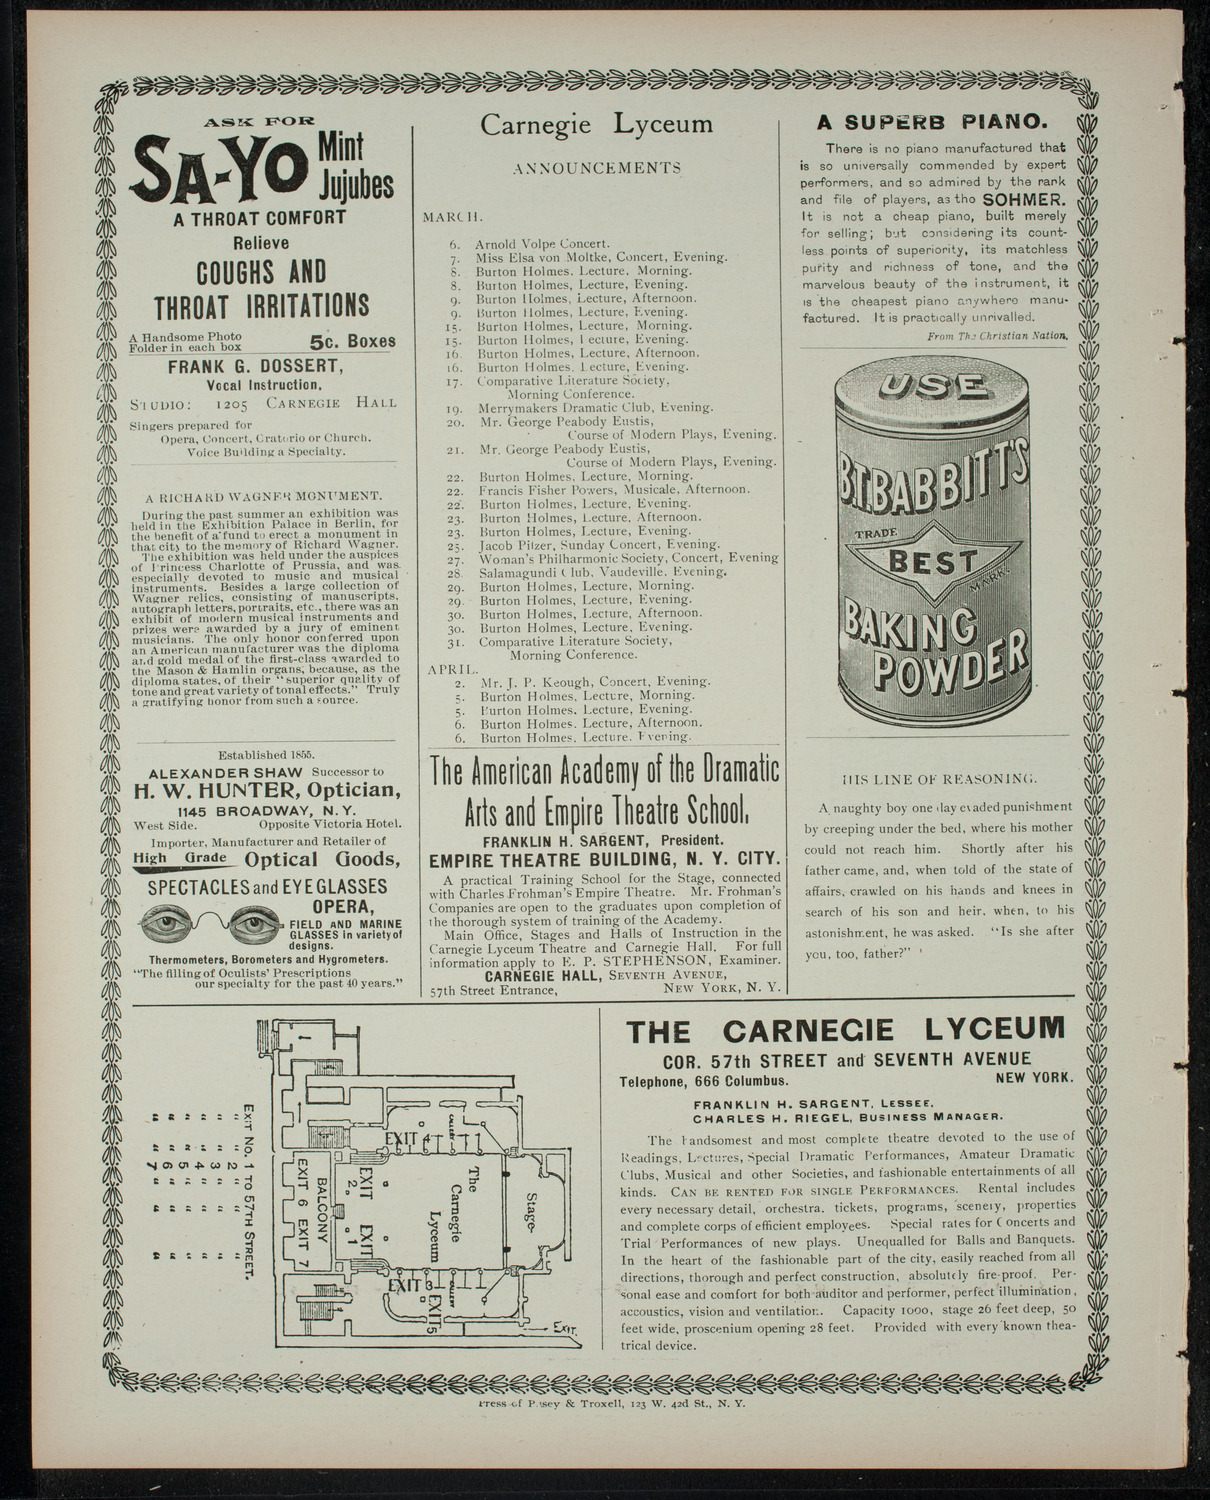 ASK FOR
SA-YO Mint
Jujubes
A THROAT COMFORT
Relieve
COUGHS AND
THROAT IRRITATIONS
A Handsome Photo
Folder in each box
5c. Boxes
FRANK G. DOSSERT,
Vocal Instruction.
STUDIO: 1205 CARNEGIE HALL
Singers prepared for
Opera, Concert, Oratorio or Church.
Voice Building a Specialty.
A RICHARD WAGNER MONUMENT.
During the past summer an exhibition was
held in the Exhibition Palace in Berlin, for
the benefit of a fund to erect a monument in
that city to the memory of Richard Wagner.
The exhibition was held under the auspices
of Princess Charlotte of Prussia, and was
especially devoted to music and musical
instruments. Besides a large collection of
Wagner relics, consisting of manuscripts,
autograph letters, portraits, etc., there was an
exhibit of modern musical instruments and
prizes were awarded by a jury of eminent
musicians. The only honor conferred upon
an American manufacturer was the diploma
and gold medal of the first-class awarded to
the Mason & Hamlin organs, because, as the
diploma states, of their "superior quality of
tone and great variety of tonal effects." Truly
a gratifying honor from such a source.
Established 1855.
ALEXANDER SHAW Successor to
H. W. HUNTER, Optician,
1145 BROADWAY, N. Y.
West Side. Opposite Victoria Hotel.
Importer, Manufacturer and Retailer of
High Grade Optical Goods,
SPECTACLES and EYEGLASSES
OPERA,
FIELD AND MARINE
GLASSES in variety of
designs.
Thermometers, Borometers and Hygrometers.
"The filling of Oculists' Prescriptions
our specialty for the past 40 years."
Carnegie Lyceum
ANNOUNCEMENTS
MARCH.
6. Arnold Volpe Concert.
7. Miss Elsa von Moltke, Concert, Evening.
8. Burton Holmes, Lecture, Morning.
8. Burton Holmes, Lecture, Evening.
9. Burton Holmes, Lecture, Afternoon.
9. Burton Holmes, Lecture, Evening.
15. Burton Holmes, Lecture, Morning.
15. Burton Holmes, Lecture, Evening.
16. Burton Holmes, Lecture, Afternoon.
16. Burton Holmes, Lecture, Evening.
17. Comparative Literature Society,
Morning Conference.
19. Merrymakers Dramatic Club, Evening.
20. Mr. George Peabody Eustis,
Course of Modern Plays, Evening.
21. Mr. George Peabody Eustis,
Course of Modern Plays, Evening.
22. Burton Holmes, Lecture, Morning.
22. Francis Fisher Powers, Musicale, Afternoon.
22. Burton Holmes, Lecture, Evening.
23. Burton Holmes, Lecture, Afternoon.
23. Burton Holmes, Lecture, Evening.
25. Jacob Pilzer, Sunday Concert, Evening.
27. Woman's Philharmonic Society, Concert, Evening
28. Salamagundi Club, Vaudeville, Evening.
29. Burton Holmes, Lecture, Morning.
29. Burton Holmes, Lecture, Evening.
30. Burton Holmes, Lecture, Afternoon.
30. Burton Holmes, Lecture, Evening.
31. Comparative Literature Society,
Morning Conference.
APRIL.
2. Mr. J. P. Keough, Concert, Evening.
5. Burton Holmes, Lecture, Morning.
5. Burton Holmes, Lecture, Evening.
6. Burton Holmes, Lecture, Afternoon.
6. Burton Holmes, Lecture, Evening.
The American Academy of the Dramatic
Arts and Empire Theatre School,
FRANKLIN H. SARGENT, President.
EMPIRE THEATRE BUILDING, N. Y. CITY.
A practical Training School for the Stage, connected
with Charles Frohman's Empire Theatre. Mr. Frohman's
Companies are open to the graduates upon completion of
the thorough system of training of the Academy.
Main Office, Stages and Halls of Instruction in the
Carnegie Lyceum Theatre and Carnegie Hall. For full
information apply to E. P. STEPHENSON, Examiner.
CARNEGIE HALL, SEVENTH AVENUE,
57th Street Entrance, NEW YORK, N. Y.
A SUPERB PIANO.
There is no piano manufactured that
is so universally commended by expert
performers, and so admired by the rank
and file of players, as tho SOHMER.
It is not a cheap piano, built merely
for selling; but considering its count-
less points of superiority, its matchless
purity and richness of tone, and the
marvelous beauty of the instrument, it
is the cheapest piano anywhere manu-
factured. It is practically unrivalled.
From The Christian Nation.
USE
B.T. BABBITT'S
TRADE
BEST
MARK.
BAKING
POWDER
HIS LINE OF REASONING.
A naughty boy one day evaded punishment
by creeping under the bed, where his mother
could not reach him. Shortly after his
father came, and, when told of the state of
affairs, crawled on his hands and knees in
search of his son and heir, when, to his
astonishment, he was asked. "Is she after
you, too, father?"
EXIT NO. 1 TO 57TH STREET.
" " 2 " " "
" " 3 " " "
" " 4 " " "
" " 5 " " "
" " 6 " " "
" " 7 " " "
EXIT 4
GALLERY
EXIT 6 EXIT 7
BALCONY
EXIT 2
EXIT 1
The
Carnegie
Lyceum
Stage
EXIT 3
GALLERY
EXIT 5
EXIT.
THE CARNEGIE LYCEUM
COR. 57th STREET and SEVENTH AVENUE
Telephone, 666 Columbus. NEW YORK.
FRANKLIN H. SARGENT, LESSEE.
CHARLES H. RIEGEL, BUSINESS MANAGER.
The handsomest and most complete theatre devoted to the use of
Readings, Lectures, Special Dramatic Performances, Amateur Dramatic
Clubs, Musical and other Societies, and fashionable entertainments of all
kinds. CAN BE RENTED FOR SINGLE PERFORMANCES. Rental includes
every necessary detail, orchestra, tickets, programs, scenery, properties
and complete corps of efficient employees. Special rates for Concerts and
Trial Performances of new plays. Unequalled for Balls and Banquets.
In the heart of the fashionable part of the city, easily reached from all
directions, thorough and perfect construction, absolutely fire-proof. Per-
sonal ease and comfort for both auditor and performer, perfect illumination,
accoustics, vision and ventilation. Capacity 1000, stage 26 feet deep, 50
feet wide, proscenium opening 28 feet. Provided with every known thea-
trical device.
Press of Pusey & Troxell, 123 W. 42d St., N. Y.